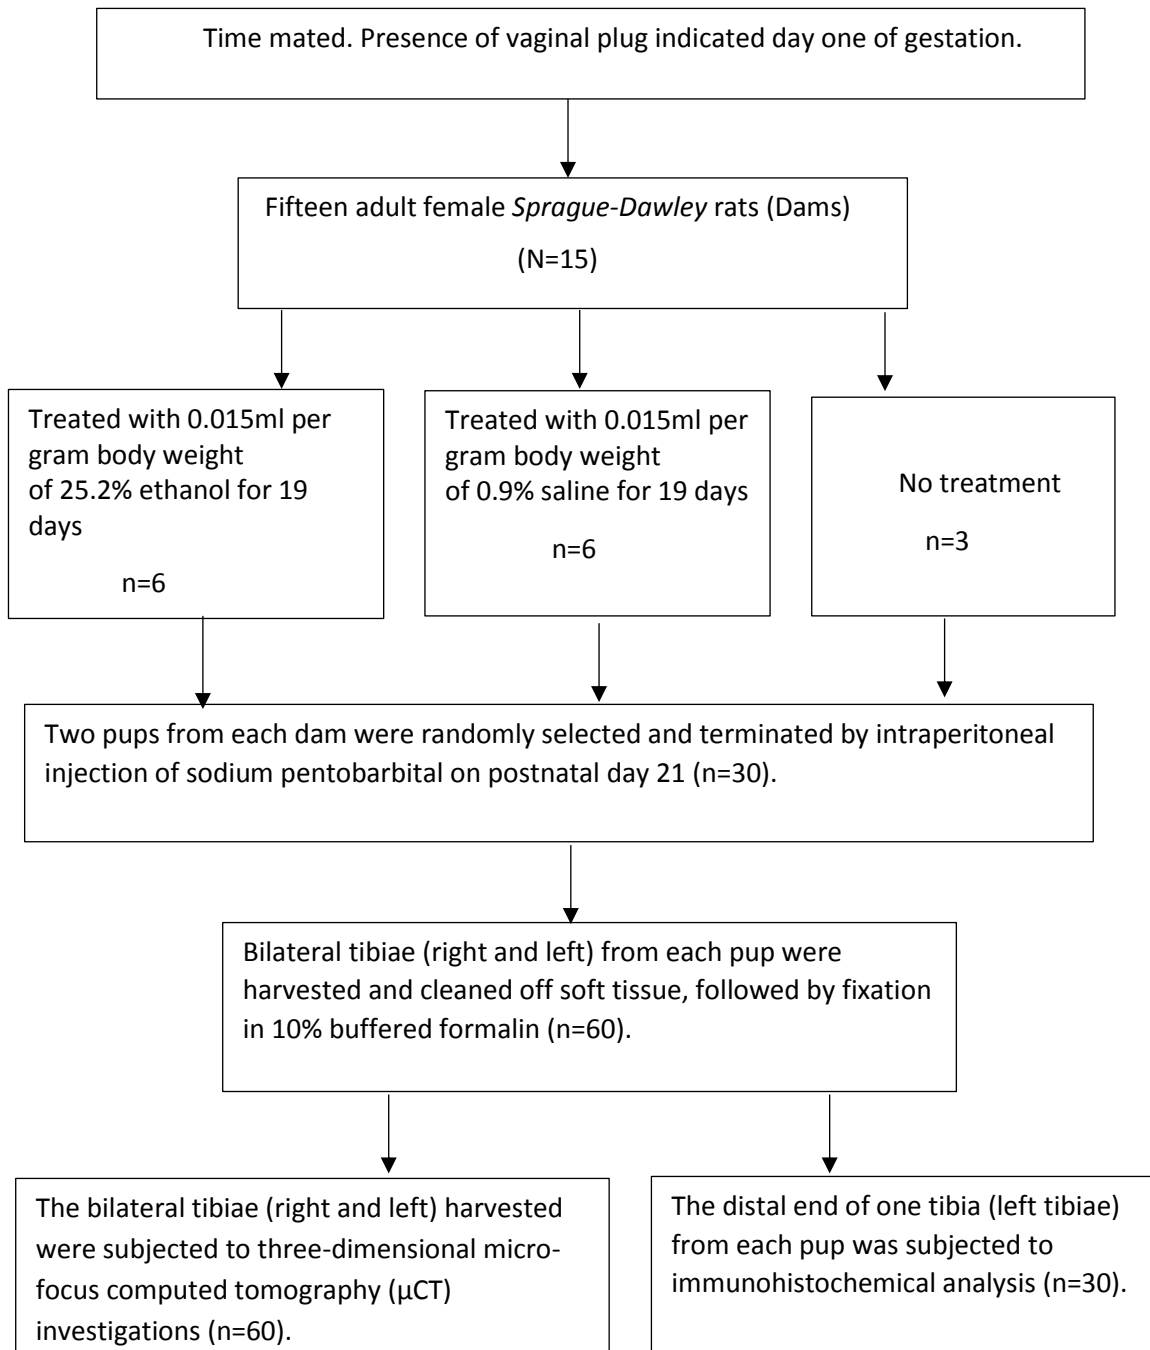 Time mated. Presence of vaginal plug indicated day one of gestation.
Fifteen adult female Sprague-Dawley rats (Dams)
(N=15)
Treated with 0.015ml per
gram body weight
of 25.2% ethanol for 19
days
n=6
Treated with 0.015ml per
gram body weight
of 0.9% saline for 19 days
n=6
No treatment
n=3
Two pups from each dam were randomly selected and terminated by intraperitoneal
injection of sodium pentobarbital on postnatal day 21 (n=30).
Bilateral tibiae (right and left) from each pup were
harvested and cleaned off soft tissue, followed by fixation
in 10% buffered formalin (n=60).
The bilateral tibiae (right and left) harvested
were subjected to three-dimensional micro-
focus computed tomography (μCT)
investigations (n=60).
The distal end of one tibia (left tibiae)
from each pup was subjected to
immunohistochemical analysis (n=30).